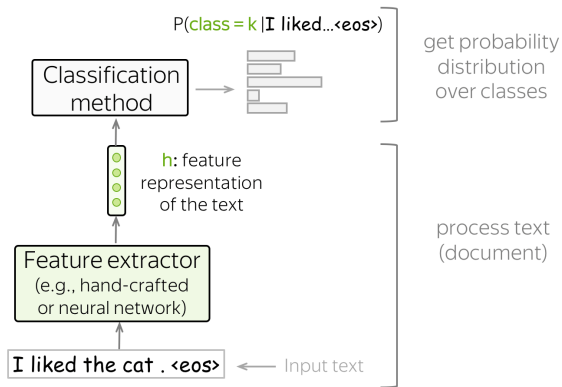 P(class = k |I liked...<eos>)
get probability
distribution
over classes
Classification
method
h: feature
representation
of the text
process text
(document)
Feature extractor
(e.g., hand-crafted
or neural network)
I liked the cat . <eos>
Input text